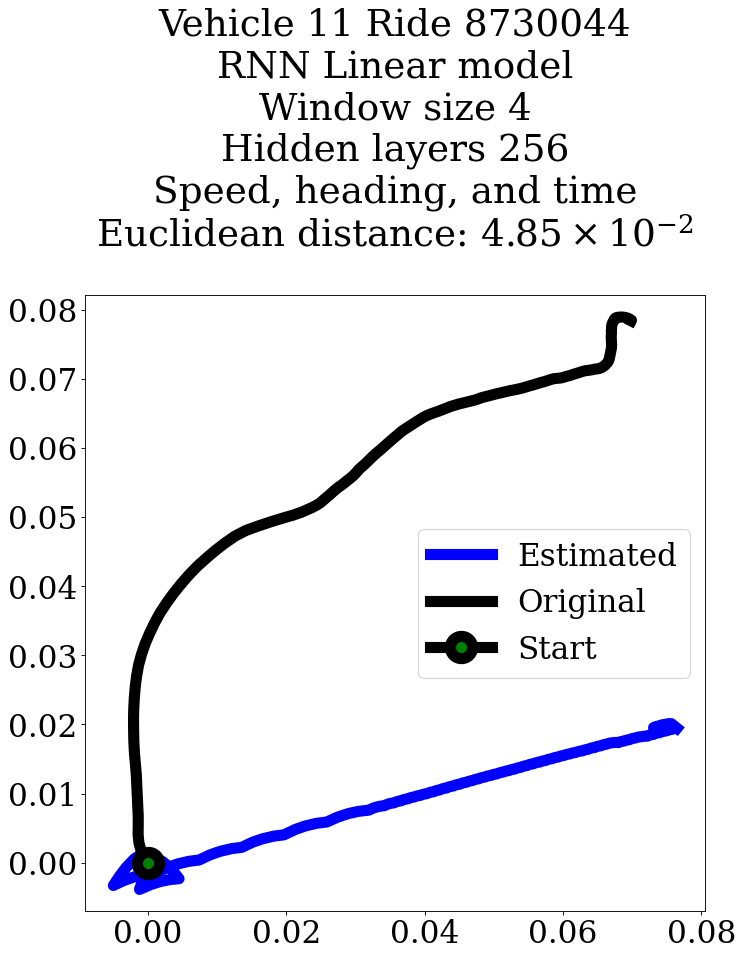 Vehicle 11 Ride 8730044
RNN Linear model
Window size 4
Hidden layers 256
Speed, heading, and time
Euclidean distance: 4.85 × 10⁻²
0.08
0.07
0.06
0.05
0.04
0.03
0.02
0.01
0.00
Estimated
Original
Start
0.00 0.02 0.04 0.06 0.08